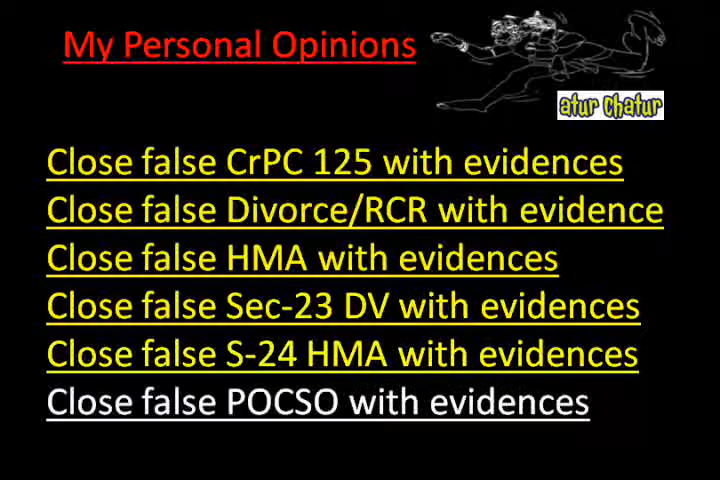 My Personal Opinions
atur chatur
Close false CrPC 125 with evidences
Close false Divorce/RCR with evidence
Close false HMA with evidences
Close false Sec-23 DV with evidences
Close false S-24 HMA with evidences
Close false POCSO with evidences